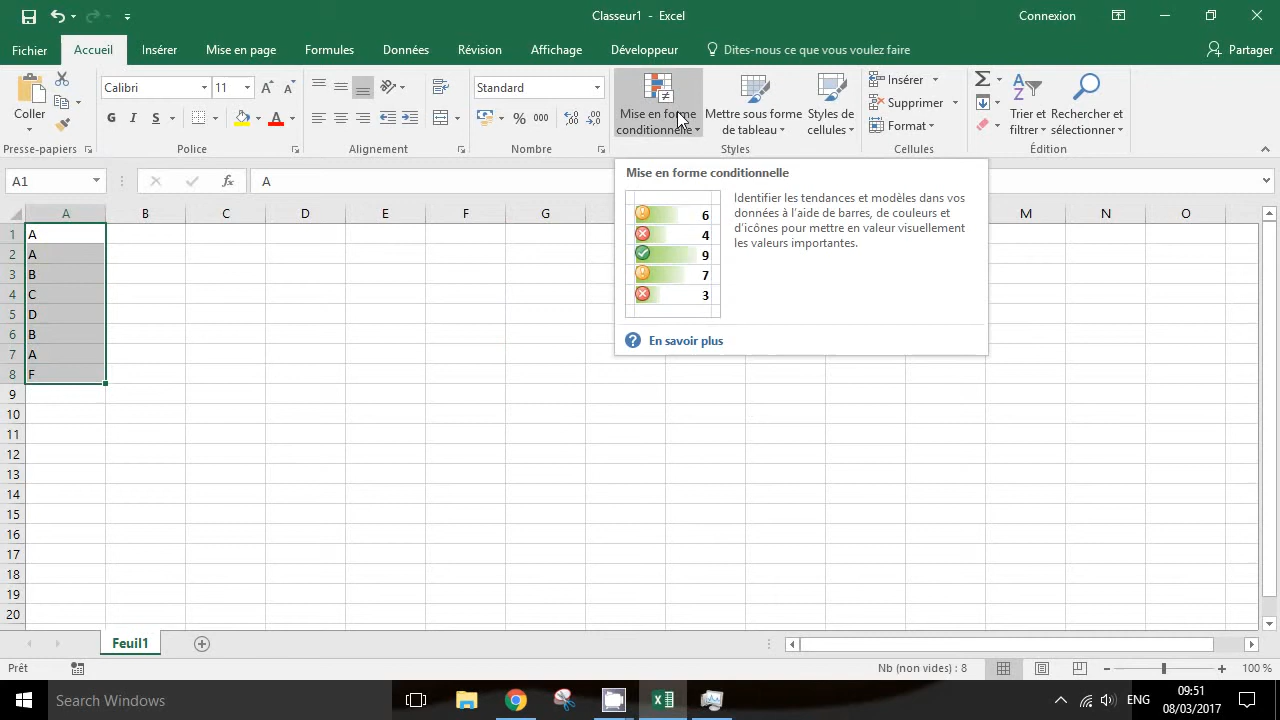 Classeur1 - Excel
Connexion
Fichier Accueil Insérer Mise en page Formules Données Révision Affichage Développeur Dites-nous ce que vous voulez faire Partager
Coller
Calibri 11
G I S A
Standard
% 000
Mise en forme conditionnelle
Mettre sous forme de tableau
Styles de cellules
Insérer
Supprimer
Format
Trier et filtrer
Rechercher et sélectionner
Presse-papiers Police Alignement Nombre Styles Cellules Édition
A1 fx A
Mise en forme conditionnelle
Identifier les tendances et modèles dans vos
données à l'aide de barres, de couleurs et
d'icônes pour mettre en valeur visuellement
les valeurs importantes.
6
4
9
7
3
En savoir plus
A B C D E F G M N O
1 A
2 A
3 B
4 C
5 D
6 B
7 A
8 F
9
10
11
12
13
14
15
16
17
18
19
20
Feuil1
Prêt Nb (non vides) : 8 100 %
Search Windows
ENG
09:51
08/03/2017